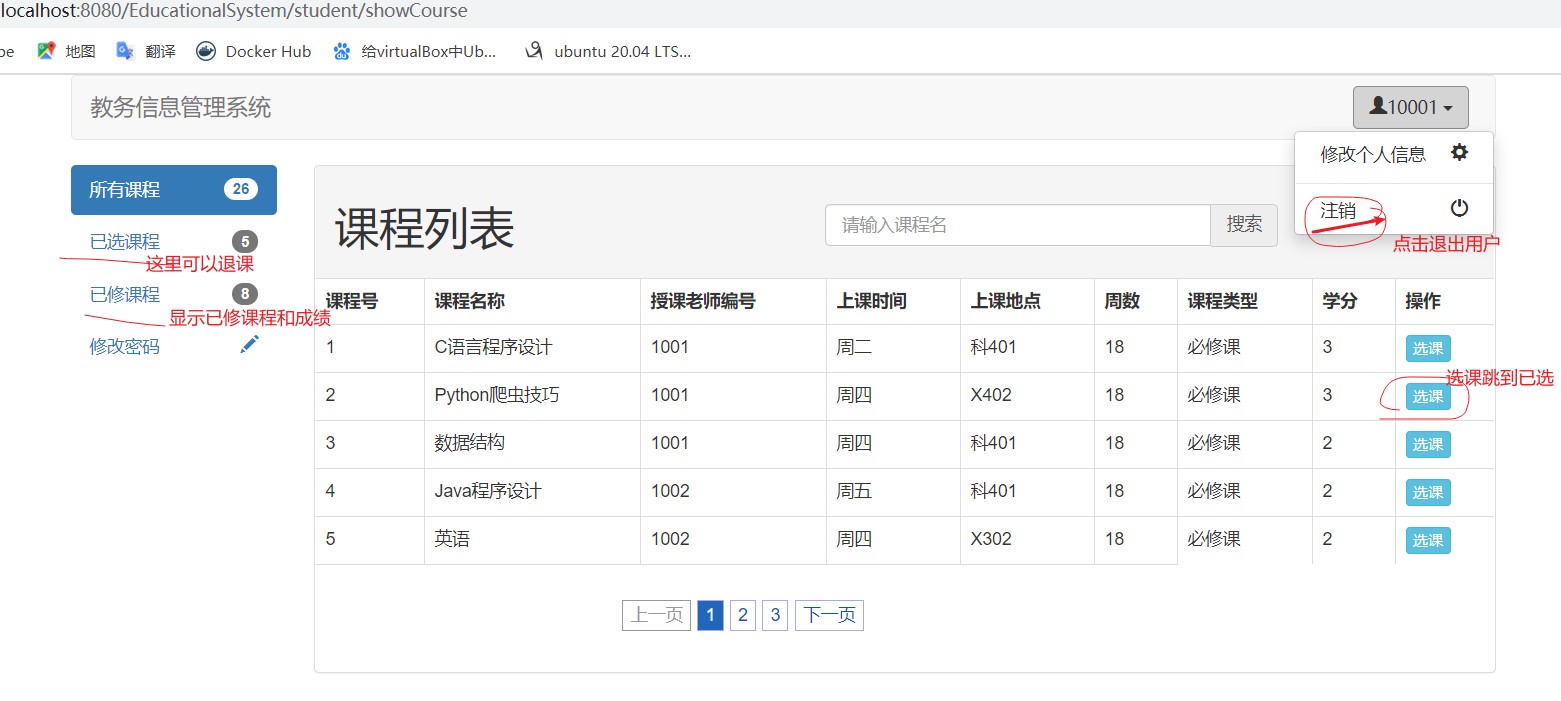 localhost:8080/EducationalSystem/student/showCourse
pe 地图 翻译 Docker Hub 给virtualBox中Ub... ubuntu 20.04 LTS...
教务信息管理系统 10001
修改个人信息
注销
点击退出用户
所有课程 26
已选课程 5
这里可以退课
已修课程 8
显示已修课程和成绩
修改密码
课程列表 请输入课程名 搜索
课程号 课程名称 授课老师编号 上课时间 上课地点 周数 课程类型 学分 操作
1 C语言程序设计 1001 周二 科401 18 必修课 3 选课
选课跳到已选
2 Python爬虫技巧 1001 周四 X402 18 必修课 3 选课
3 数据结构 1001 周四 科401 18 必修课 2 选课
4 Java程序设计 1002 周五 科401 18 必修课 2 选课
5 英语 1002 周四 X302 18 必修课 2 选课
上一页 1 2 3 下一页